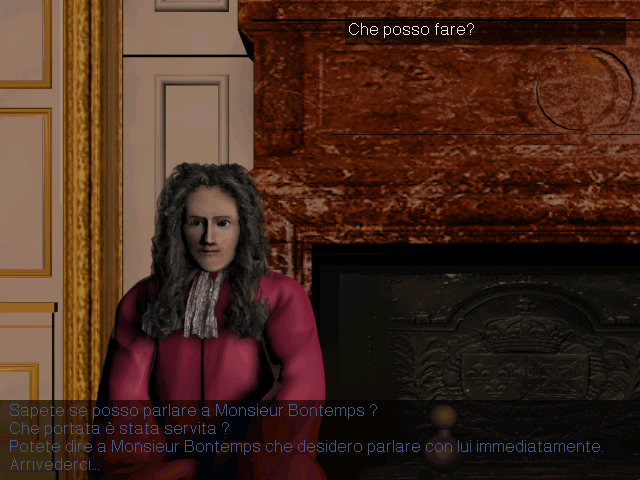 Che posso fare?
Sapete se posso parlare a Monsieur Bontemps ?
Che portata è stata servita ?
Potete dire a Monsieur Bontemps che desidero parlare con lui immediatamente.
Arrivederci...